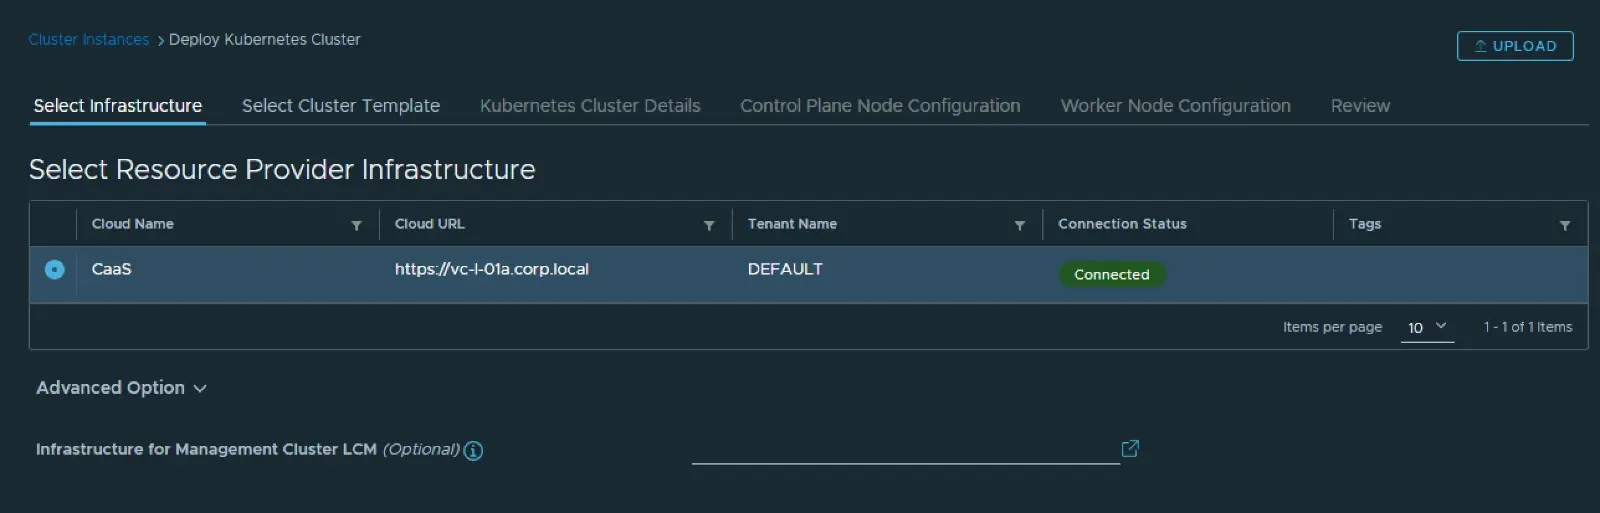 Cluster Instances > Deploy Kubernetes Cluster
UPLOAD
Select Infrastructure Select Cluster Template Kubernetes Cluster Details Control Plane Node Configuration Worker Node Configuration Review
Select Resource Provider Infrastructure
Cloud Name Cloud URL Tenant Name Connection Status Tags
CaaS https://vc-l-01a.corp.local DEFAULT Connected
Items per page 10 1 - 1 of 1 Items
Advanced Option
Infrastructure for Management Cluster LCM (Optional)